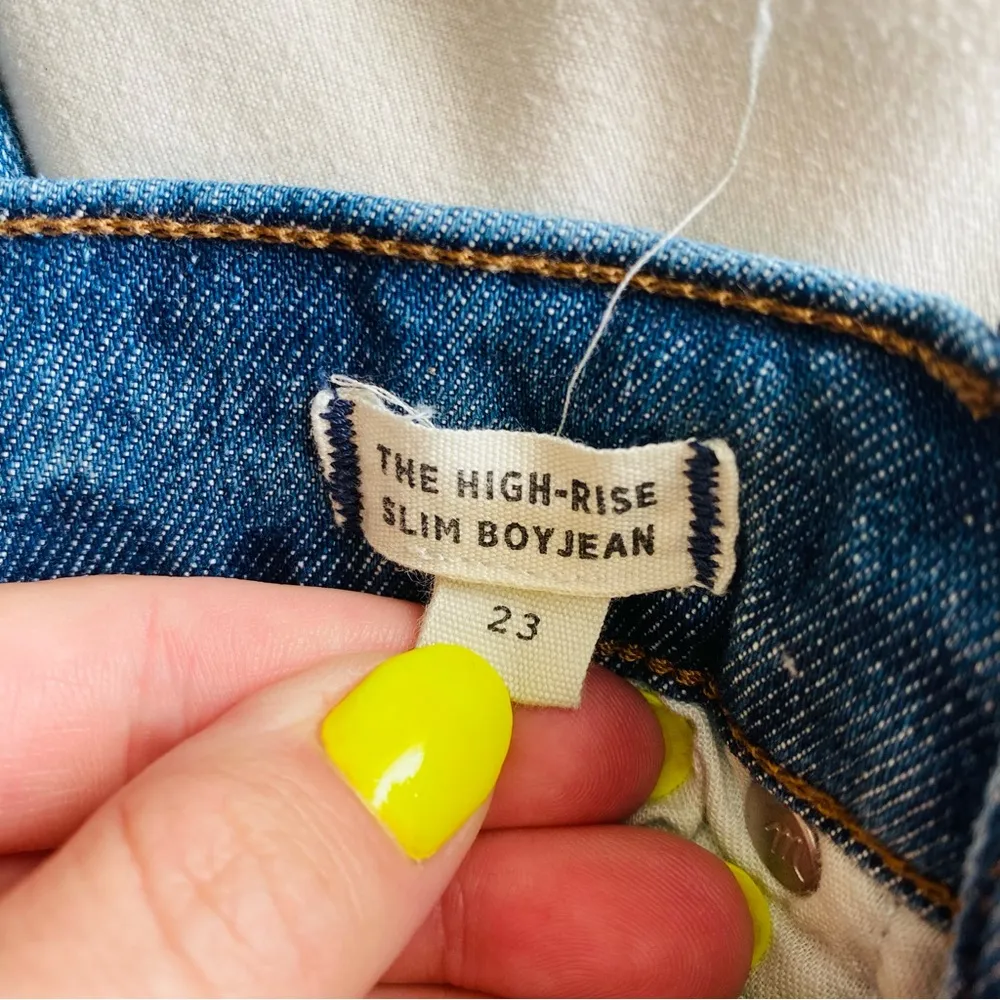 THE HIGH-RISE
SLIM BOYJEAN
23